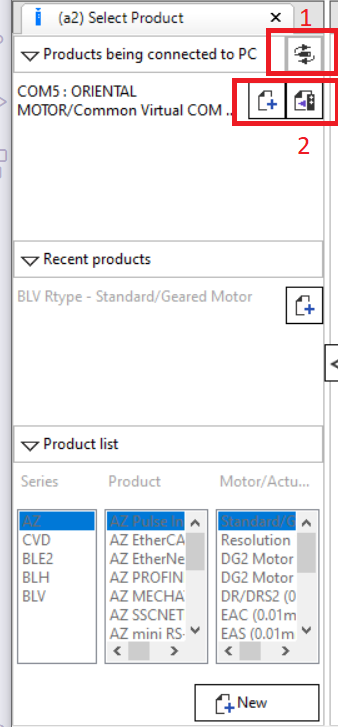 (a2) Select Product
1
Products being connected to PC
COM5 : ORIENTAL
MOTOR/Common Virtual COM ..
2
Recent products
BLV Rtype - Standard/Geared Motor
Product list
Series Product Motor/Actu...
AZ AZ Pulse In Standard/G
CVD AZ EtherCA Resolution
BLE2 AZ EtherNe DG2 Motor
BLH AZ PROFIN DG2 Motor
BLV AZ MECHA DR/DRS2 (0
AZ SSCNET EAC (0.01m
AZ mini RS- EAS (0.01m
New